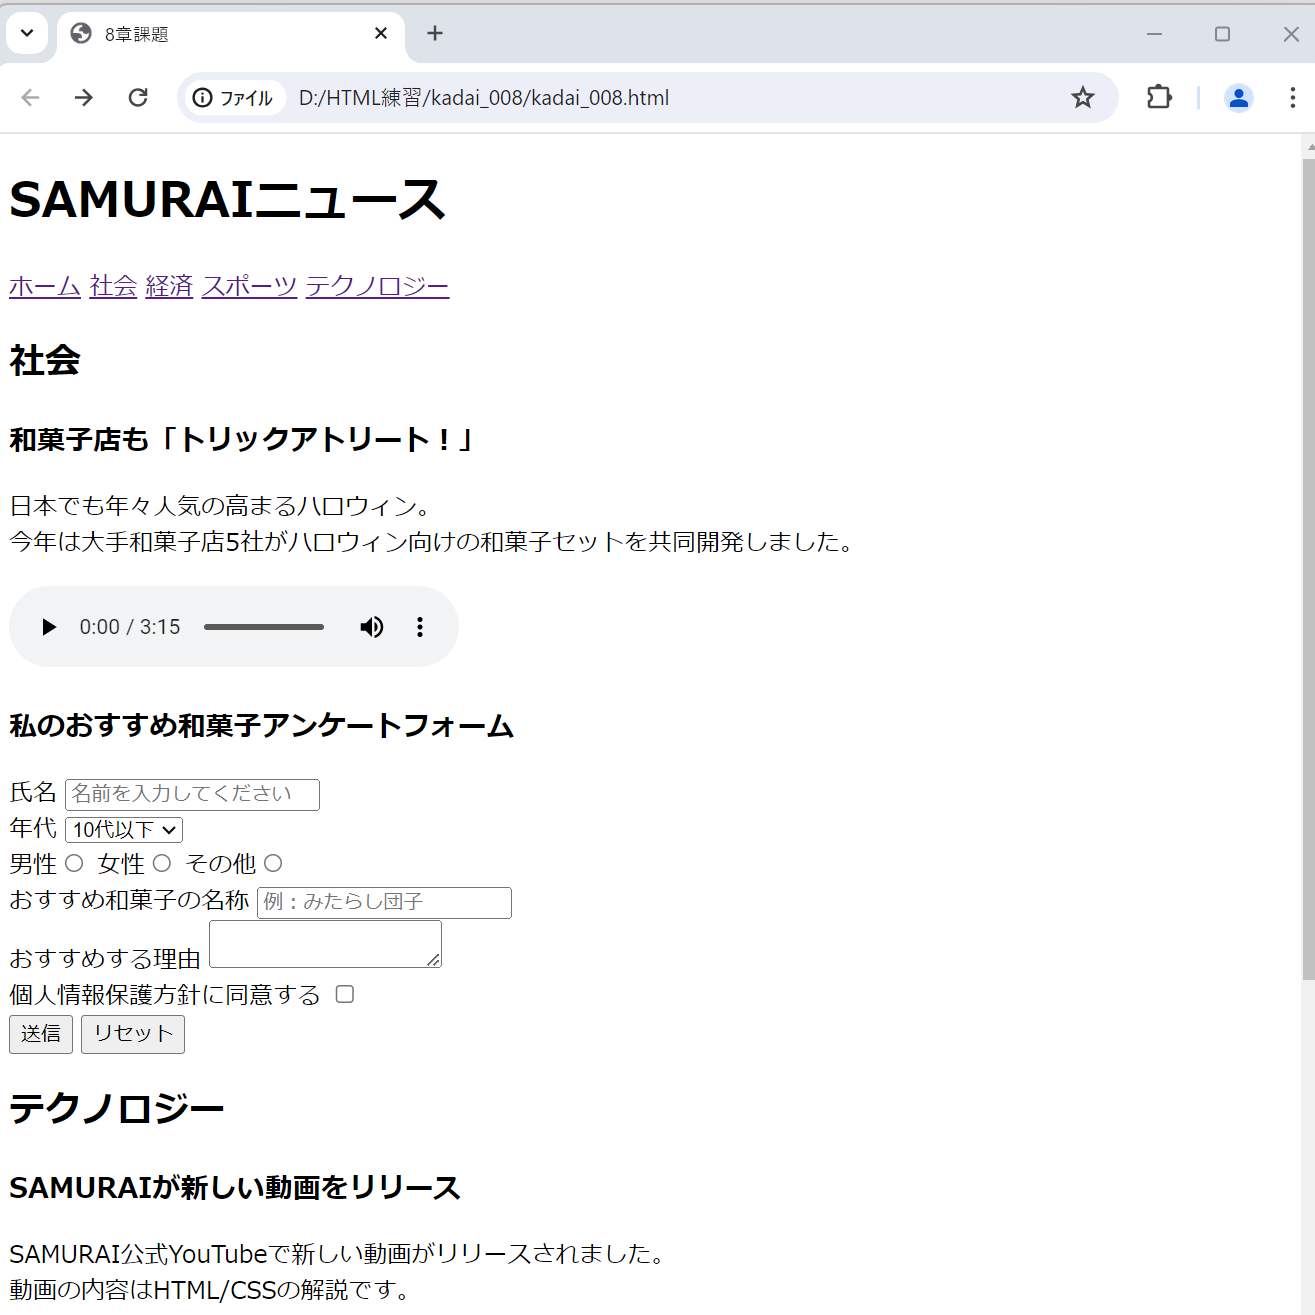 8章課題
ファイル D:/HTML練習/kadai_008/kadai_008.html
SAMURAIニュース
ホーム 社会 経済 スポーツ テクノロジー
社会
和菓子店も「トリックアトリート！」
日本でも年々人気の高まるハロウィン。
今年は大手和菓子店5社がハロウィン向けの和菓子セットを共同開発しました。
0:00 / 3:15
私のおすすめ和菓子アンケートフォーム
氏名 名前を入力してください
年代 10代以下
男性 女性 その他
おすすめ和菓子の名称 例：みたらし団子
おすすめする理由
個人情報保護方針に同意する
送信 リセット
テクノロジー
SAMURAIが新しい動画をリリース
SAMURAI公式YouTubeで新しい動画がリリースされました。
動画の内容はHTML/CSSの解説です。